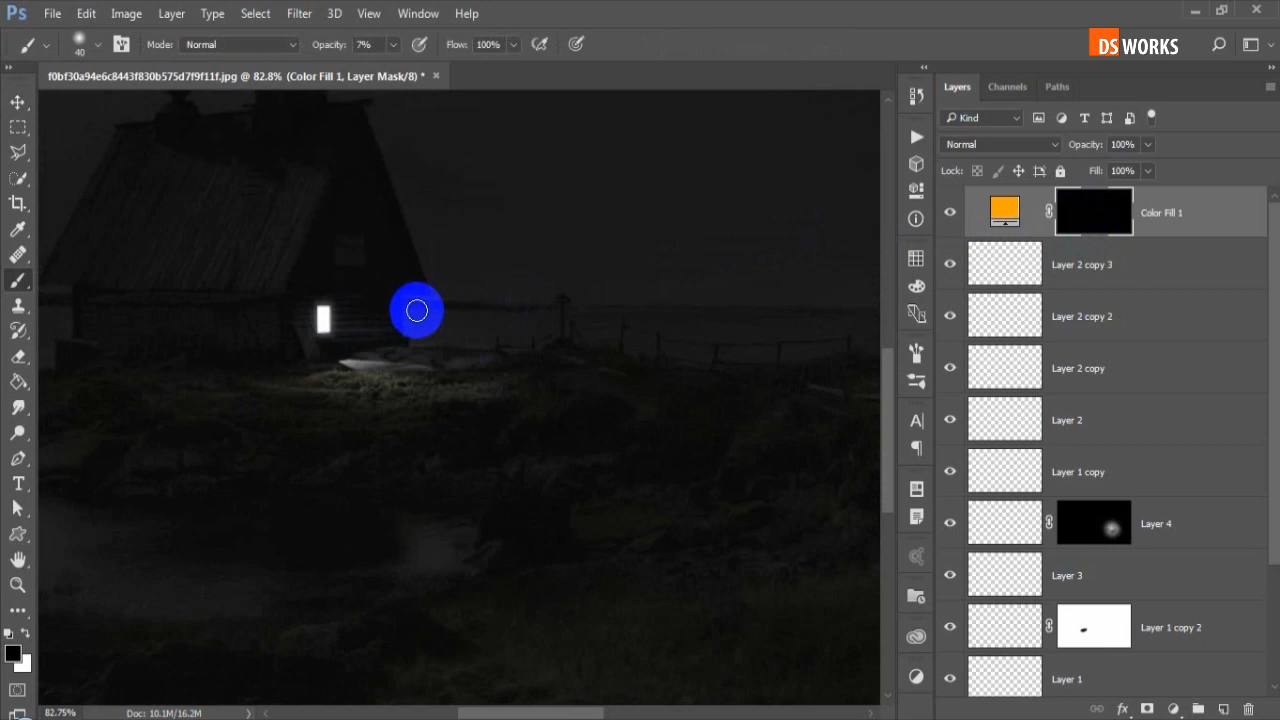 Ps File Edit Image Layer Type Select Filter 3D View Window Help
40 Mode: Normal Opacity: 7% Flow: 100%
DS WORKS
f0bf30a94e6c8443f830b575d7f9f11f.jpg @ 82.8% (Color Fill 1, Layer Mask/8) *
Layers Channels Paths
Kind
Normal Opacity: 100%
Lock: Fill: 100%
Color Fill 1
Layer 2 copy 3
Layer 2 copy 2
Layer 2 copy
Layer 2
Layer 1 copy
Layer 4
Layer 3
Layer 1 copy 2
Layer 1
82.75% Doc: 10.1M/16.2M